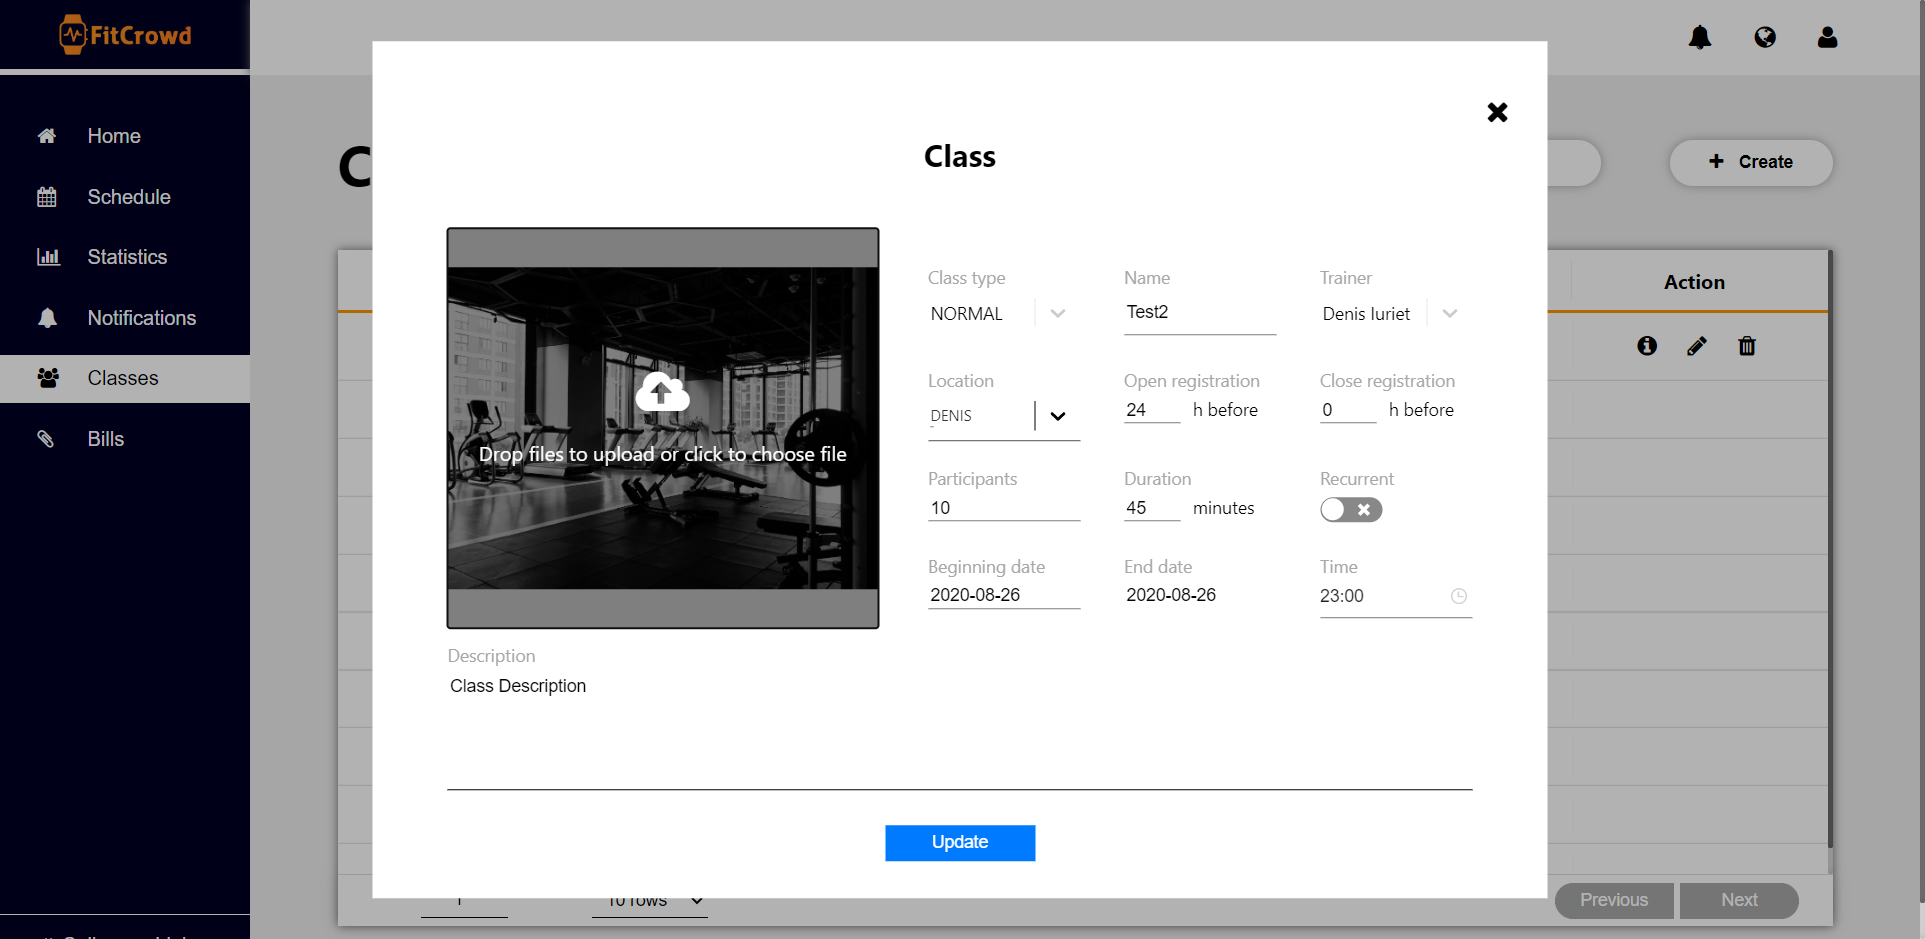 FitCrowd
Home
Schedule
Statistics
Notifications
Classes
Bills
C
Create
Action
Class
Drop files to upload or click to choose file
Class type
Name
Trainer
NORMAL
Test2
Denis Iuriet
Location
Open registration
Close registration
DENIS
24 h before
0 h before
Participants
Duration
Recurrent
10
45 minutes
Beginning date
End date
Time
2020-08-26
2020-08-26
23:00
Description
Class Description
Update
1
10 rows
Previous
Next